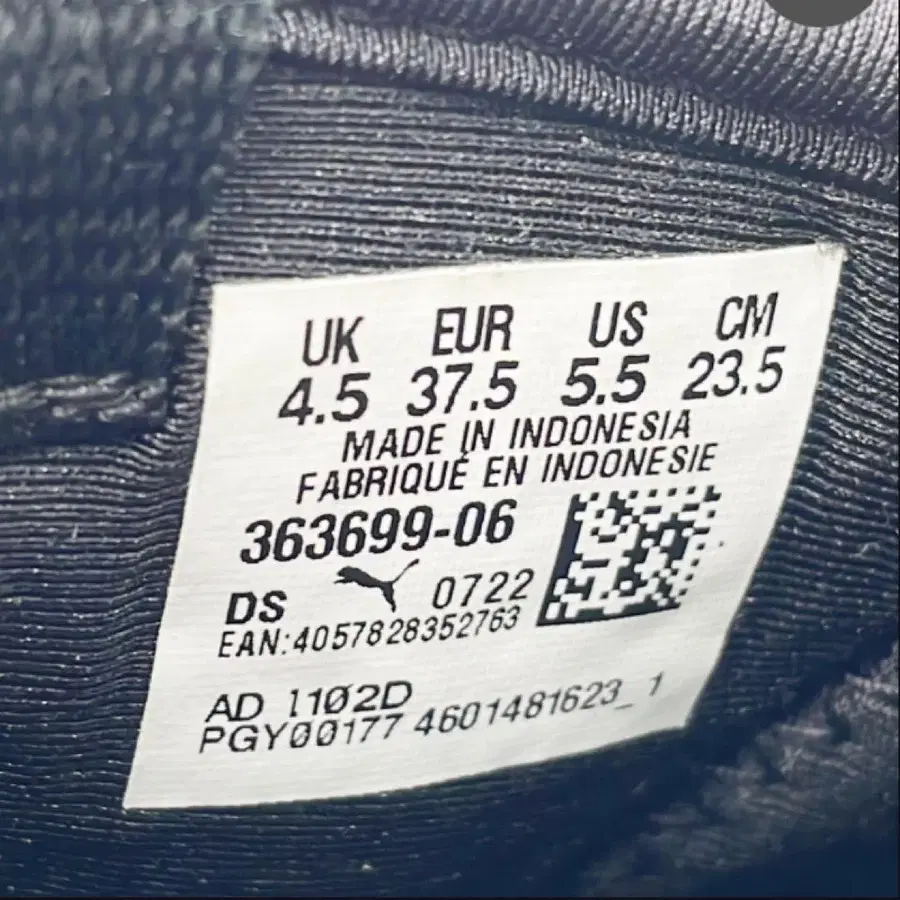 UK EUR US CM
4.5 37.5 5.5 23.5
MADE IN INDONESIA
FABRIQUÉ EN INDONESIE
363699-06
DS 0722
EAN:4057828352763
AD 1102D
PGY00177 4601481623_1